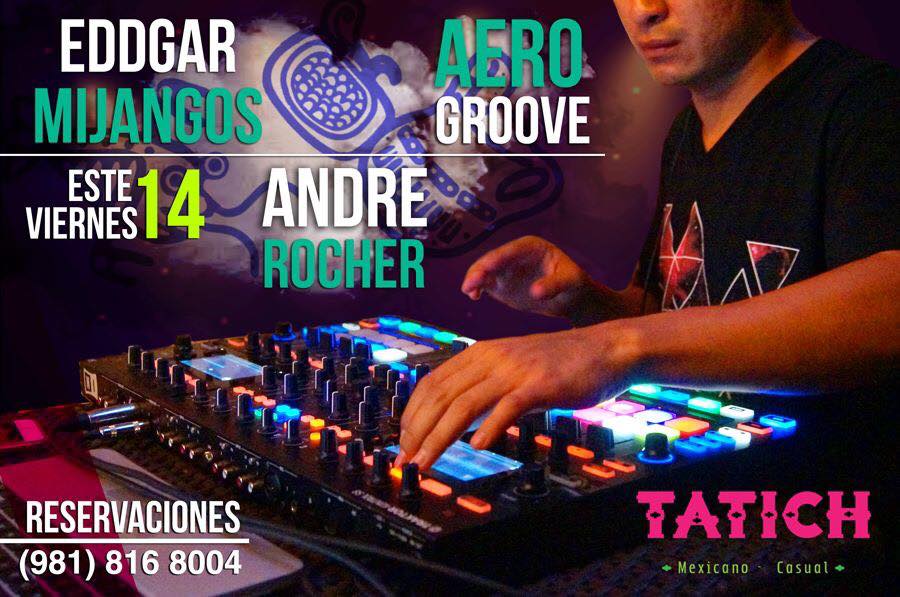 EDDGAR
MIJANGOS
AERO
GROOVE
ESTE
VIERNES 14
ANDRE
ROCHER
RESERVACIONES
(981) 816 8004
TATICH
Mexicano - Casual